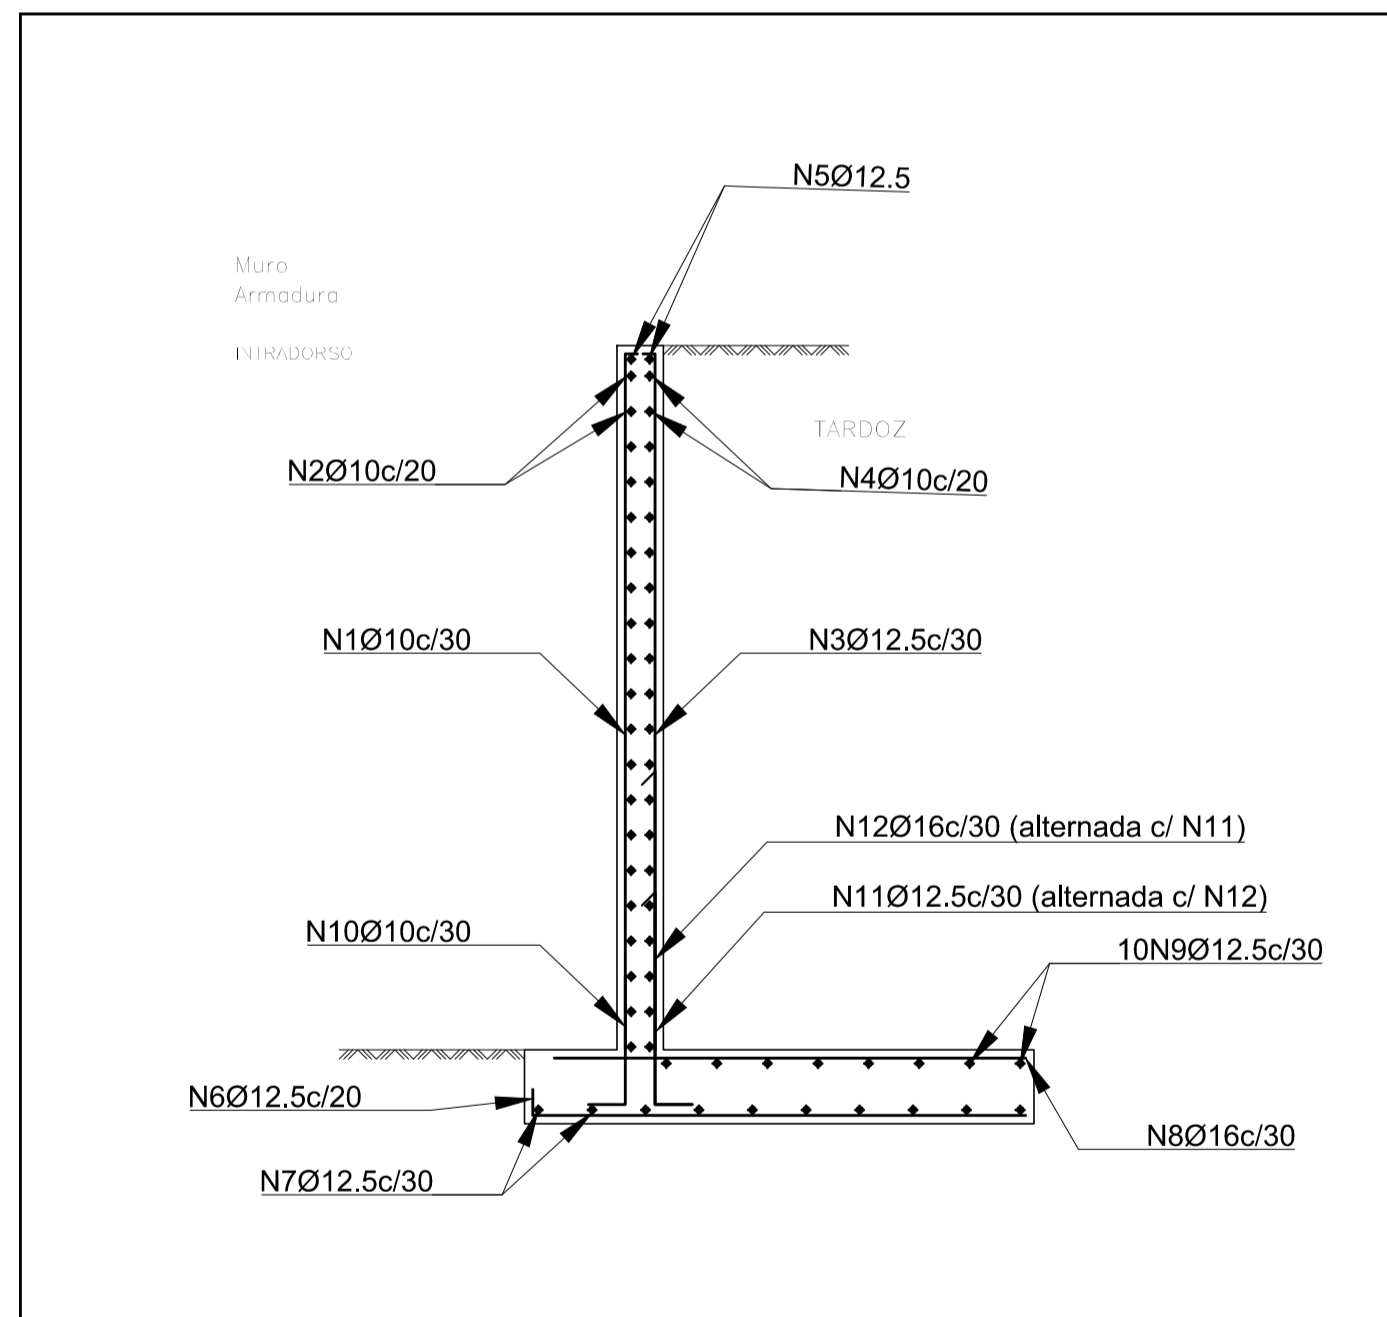 N5Ø12.5
Muro
Armadura
INTRADORSO
TARDOZ
N2Ø10c/20
N4Ø10c/20
N1Ø10c/30
N3Ø12.5c/30
N12Ø16c/30 (alternada c/ N11)
N11Ø12.5c/30 (alternada c/ N12)
N10Ø10c/30
10N9Ø12.5c/30
N6Ø12.5c/20
N8Ø16c/30
N7Ø12.5c/30